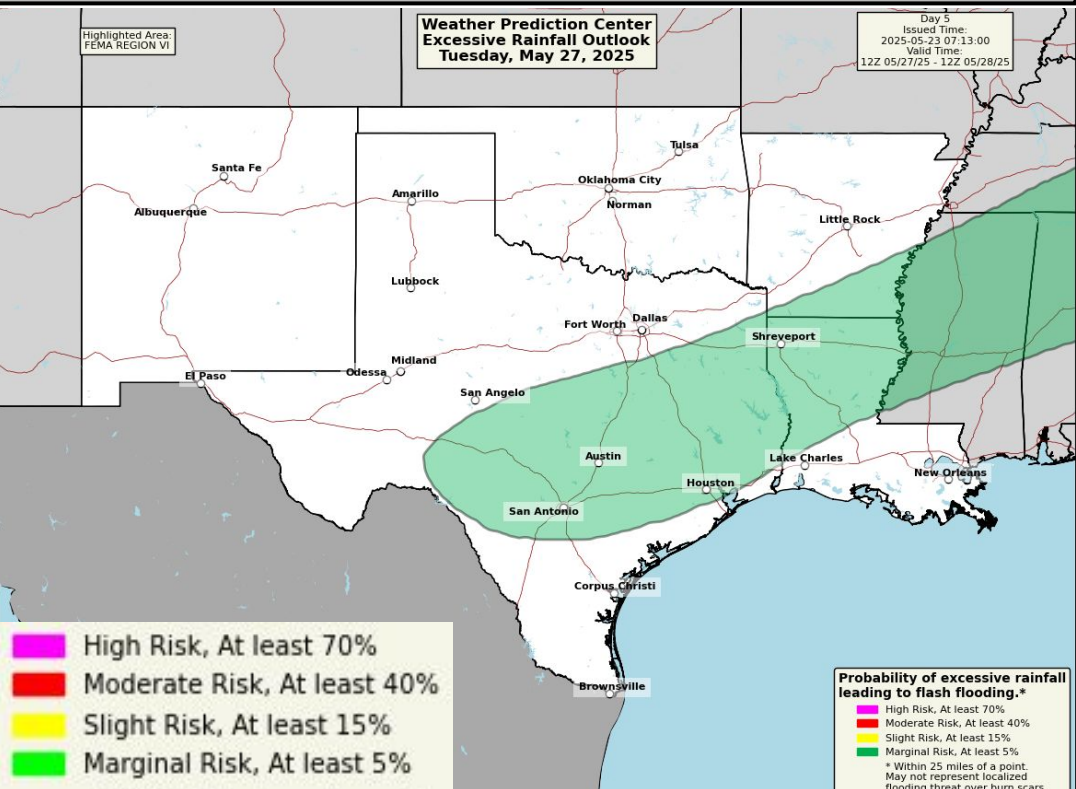 Highlighted Area:
FEMA REGION VI
Weather Prediction Center
Excessive Rainfall Outlook
Tuesday, May 27, 2025
Day 5
Issued Time:
2025-05-23 07:13:00
Valid Time:
12Z 05/27/25 - 12Z 05/28/25
Tulsa
Santa Fe
Oklahoma City
Amarillo
Norman
Albuquerque
Little Rock
Lubbock
Dallas
Fort Worth
Shreveport
Midland
Odessa
El Paso
San Angelo
Austin
Lake Charles
New Orleans
Houston
San Antonio
Corpus Christi
Brownsville
High Risk, At least 70%
Moderate Risk, At least 40%
Slight Risk, At least 15%
Marginal Risk, At least 5%
Probability of excessive rainfall
leading to flash flooding.*
High Risk, At least 70%
Moderate Risk, At least 40%
Slight Risk, At least 15%
Marginal Risk, At least 5%
* Within 25 miles of a point.
May not represent localized
flooding threat over burn scars